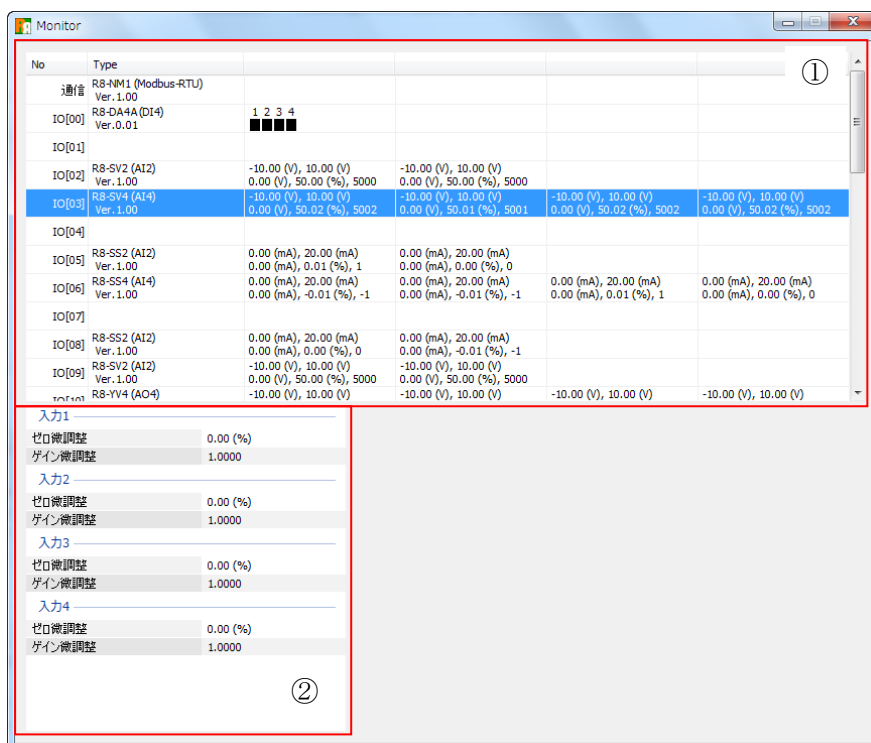 Monitor
No Type
①
通信 R8-NM1 (Modbus-RTU)
Ver.1.00
IO[00] R8-DA4A(DI4) 1 2 3 4
Ver.0.01
IO[01]
IO[02] R8-SV2 (AI2) -10.00 (V), 10.00 (V) -10.00 (V), 10.00 (V)
Ver.1.00 0.00 (V), 50.00 (%), 5000 0.00 (V), 50.00 (%), 5000
IO[03] R8-SV4 (AI4) -10.00 (V), 10.00 (V) -10.00 (V), 10.00 (V) -10.00 (V), 10.00 (V) -10.00 (V), 10.00 (V)
Ver.1.00 0.00 (V), 50.02 (%), 5002 0.00 (V), 50.01 (%), 5001 0.00 (V), 50.02 (%), 5002 0.00 (V), 50.02 (%), 5002
IO[04]
IO[05] R8-SS2 (AI2) 0.00 (mA), 20.00 (mA) 0.00 (mA), 20.00 (mA)
Ver.1.00 0.00 (mA), 0.01 (%), 1 0.00 (mA), 0.00 (%), 0
IO[06] R8-SS4 (AI4) 0.00 (mA), 20.00 (mA) 0.00 (mA), 20.00 (mA) 0.00 (mA), 20.00 (mA) 0.00 (mA), 20.00 (mA)
Ver.1.00 0.00 (mA), -0.01 (%), -1 0.00 (mA), -0.01 (%), -1 0.00 (mA), 0.01 (%), 1 0.00 (mA), 0.00 (%), 0
IO[07]
IO[08] R8-SS2 (AI2) 0.00 (mA), 20.00 (mA) 0.00 (mA), 20.00 (mA)
Ver.1.00 0.00 (mA), 0.00 (%), 0 0.00 (mA), -0.01 (%), -1
IO[09] R8-SV2 (AI2) -10.00 (V), 10.00 (V) -10.00 (V), 10.00 (V)
Ver.1.00 0.00 (V), 50.00 (%), 5000 0.00 (V), 50.00 (%), 5000
IO[10] R8-YV4 (AO4) -10.00 (V), 10.00 (V) -10.00 (V), 10.00 (V) -10.00 (V), 10.00 (V) -10.00 (V), 10.00 (V)
入力1
ゼロ微調整 0.00 (%)
ゲイン微調整 1.0000
入力2
ゼロ微調整 0.00 (%)
ゲイン微調整 1.0000
入力3
ゼロ微調整 0.00 (%)
ゲイン微調整 1.0000
入力4
ゼロ微調整 0.00 (%)
ゲイン微調整 1.0000
②